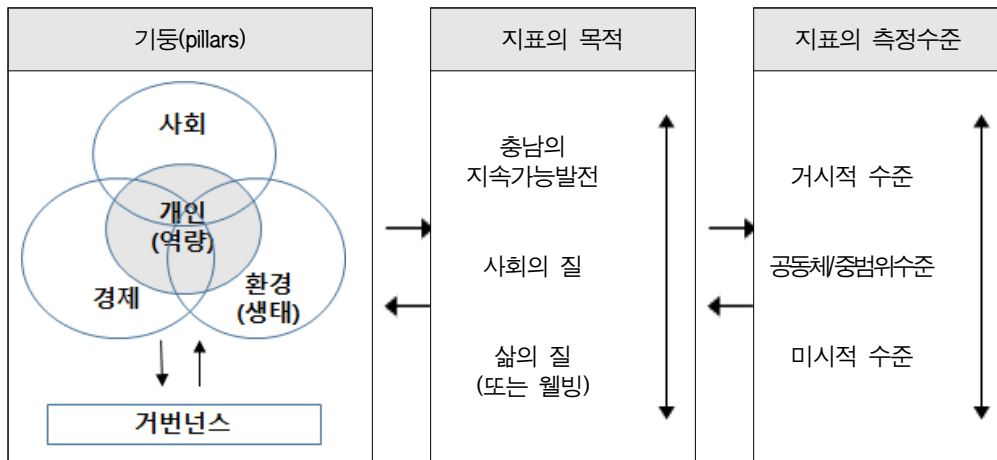 기둥(pillars)
사회
개인
(역량)
경제
환경
(생태)
거번넌스
지표의 목적
충남의
지속가능발전
사회의 질
삶의 질
(또는 웰빙)
지표의 측정수준
거시적 수준
공동체/중범위수준
미시적 수준